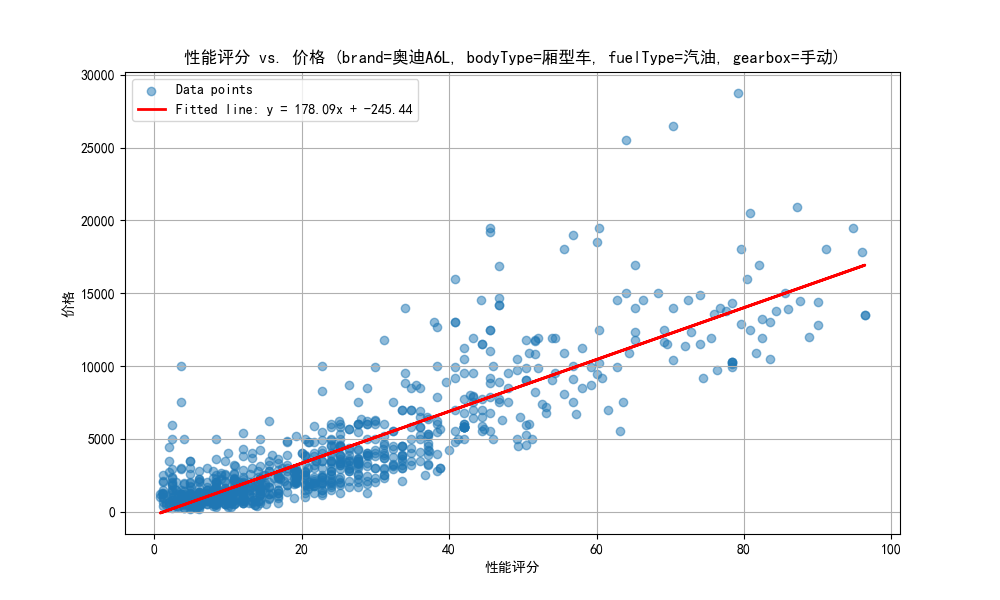 性能评分 vs. 价格 (brand=奥迪A6L, bodyType=厢型车, fuelType=汽油, gearbox=手动)
Data points
Fitted line: y = 178.09x + -245.44
30000
25000
20000
15000
10000
5000
0
价格
0 20 40 60 80 100
性能评分